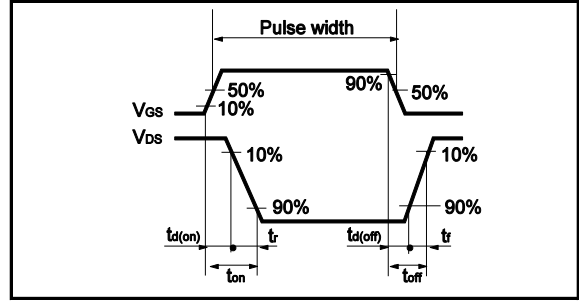 Pulse width
90%
50%
50%
10%
VGS
VDS
10%
10%
90%
90%
td(on)
tr
td(off)
tf
ton
toff